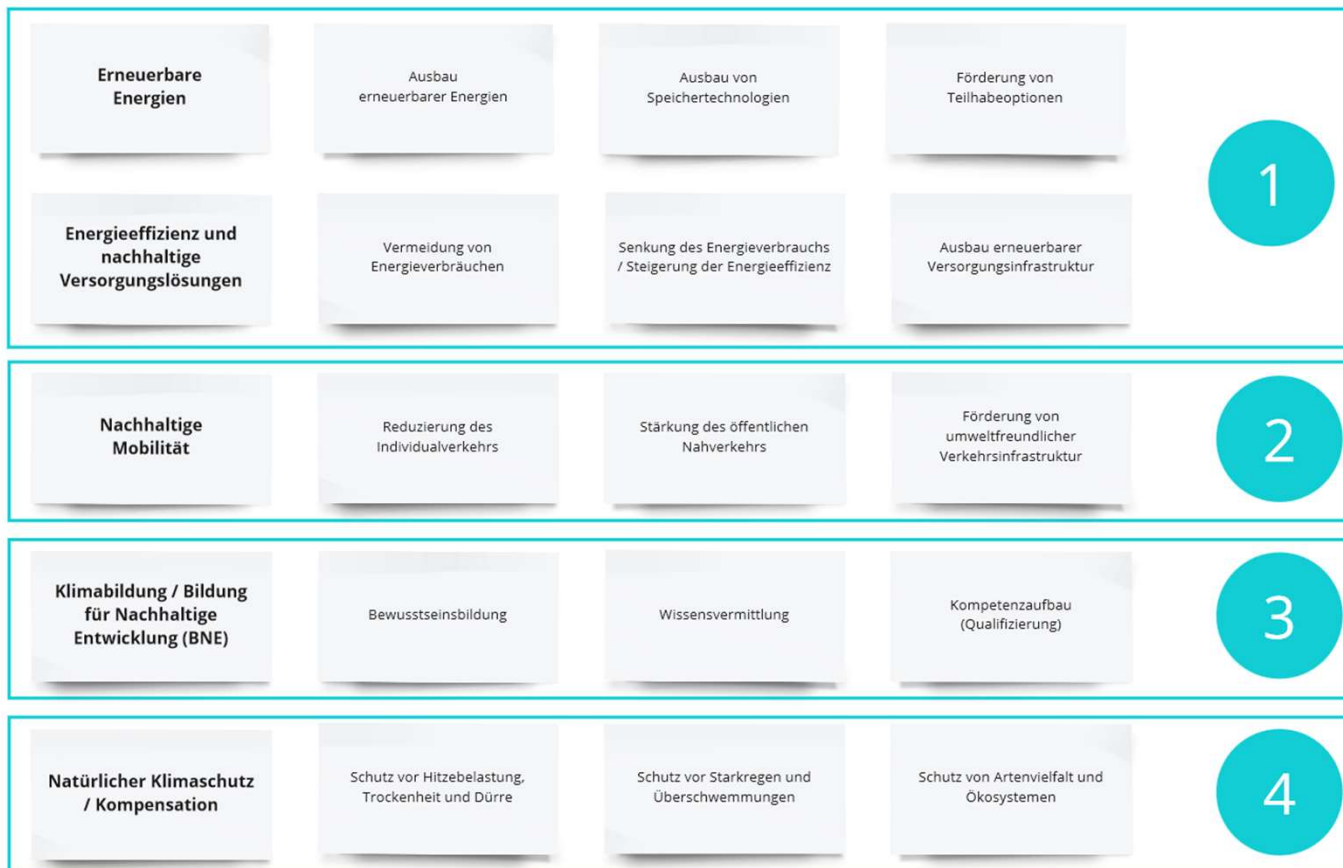 Erneuerbare
Energien
Ausbau
erneuerbarer Energien
Ausbau von
Speichertechnologien
Förderung von
Teilhabeoptionen
1
Energieeffizienz und
nachhaltige
Versorgungslösungen
Vermeidung von
Energieverbräuchen
Senkung des Energieverbrauchs
/ Steigerung der Energieeffizienz
Ausbau erneuerbarer
Versorgungsinfrastruktur
Nachhaltige
Mobilität
Reduzierung des
Individualverkehrs
Stärkung des öffentlichen
Nahverkehrs
Förderung von
umweltfreundlicher
Verkehrsinfrastruktur
2
Klimabildung / Bildung
für Nachhaltige
Entwicklung (BNE)
Bewusstseinsbildung
Wissensvermittlung
Kompetenzaufbau
(Qualifizierung)
3
Natürlicher Klimaschutz
/ Kompensation
Schutz vor Hitzebelastung,
Trockenheit und Dürre
Schutz vor Starkregen und
Überschwemmungen
Schutz von Artenvielfalt und
Ökosystemen
4